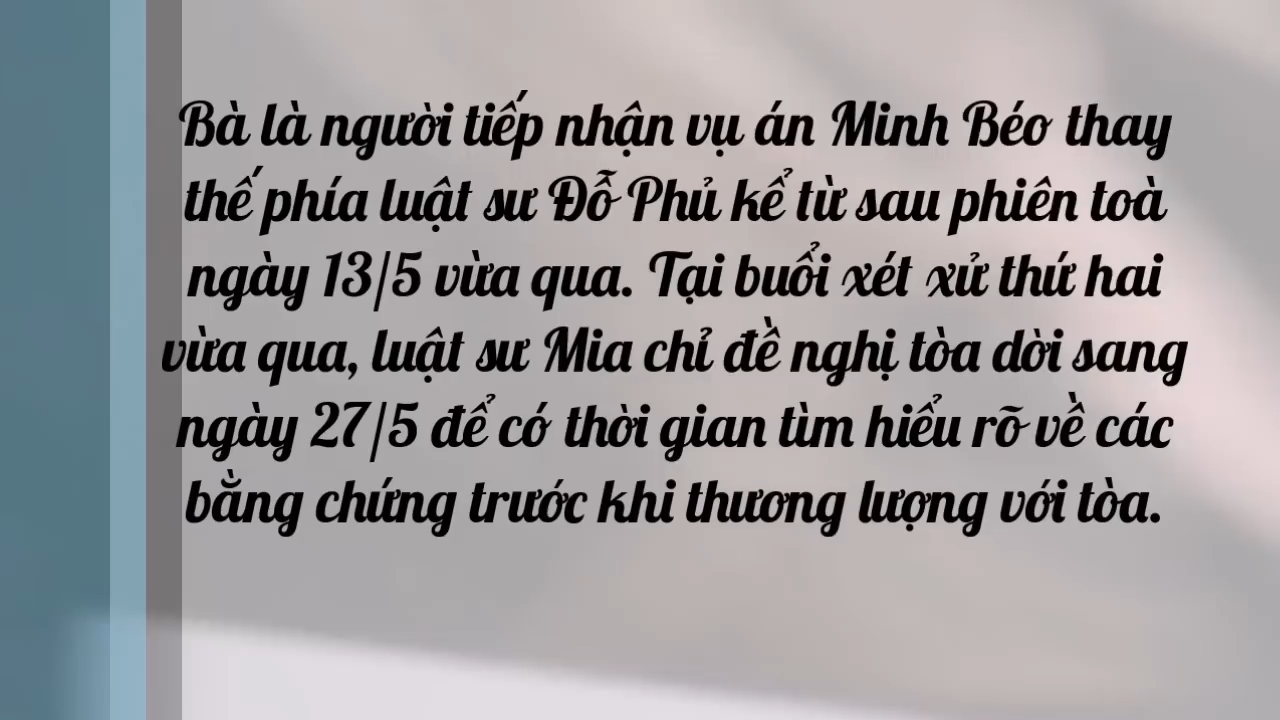 Bà là người tiếp nhận vụ án Minh Béo thay
thế phía luật sư Đỗ Phủ kể từ sau phiên toà
ngày 13/5 vừa qua. Tại buổi xét xử thứ hai
vừa qua, luật sư Mia chỉ đề nghị tòa dời sang
ngày 27/5 để có thời gian tìm hiểu rõ về các
bằng chứng trước khi thương lượng với tòa.